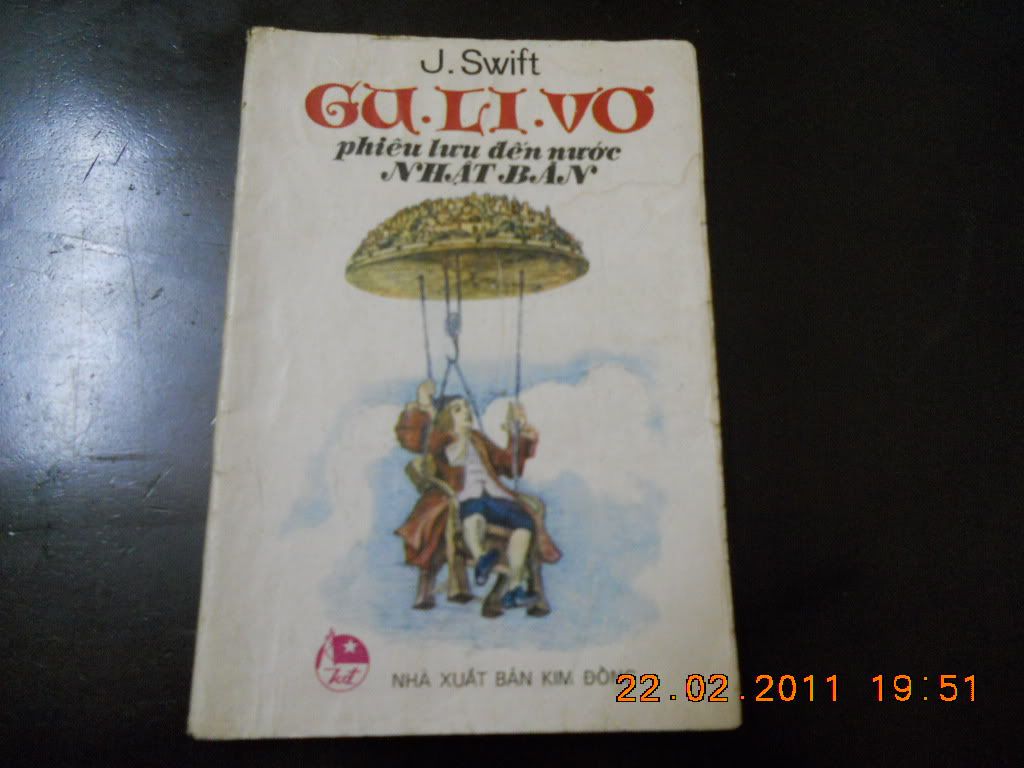 J. Swift
GU.LI.VƠ
phiêu lưu đến nước
NHẬT BẢN
kđ
NHÀ XUẤT BẢN KIM ĐỒNG
22.02.2011 19:51